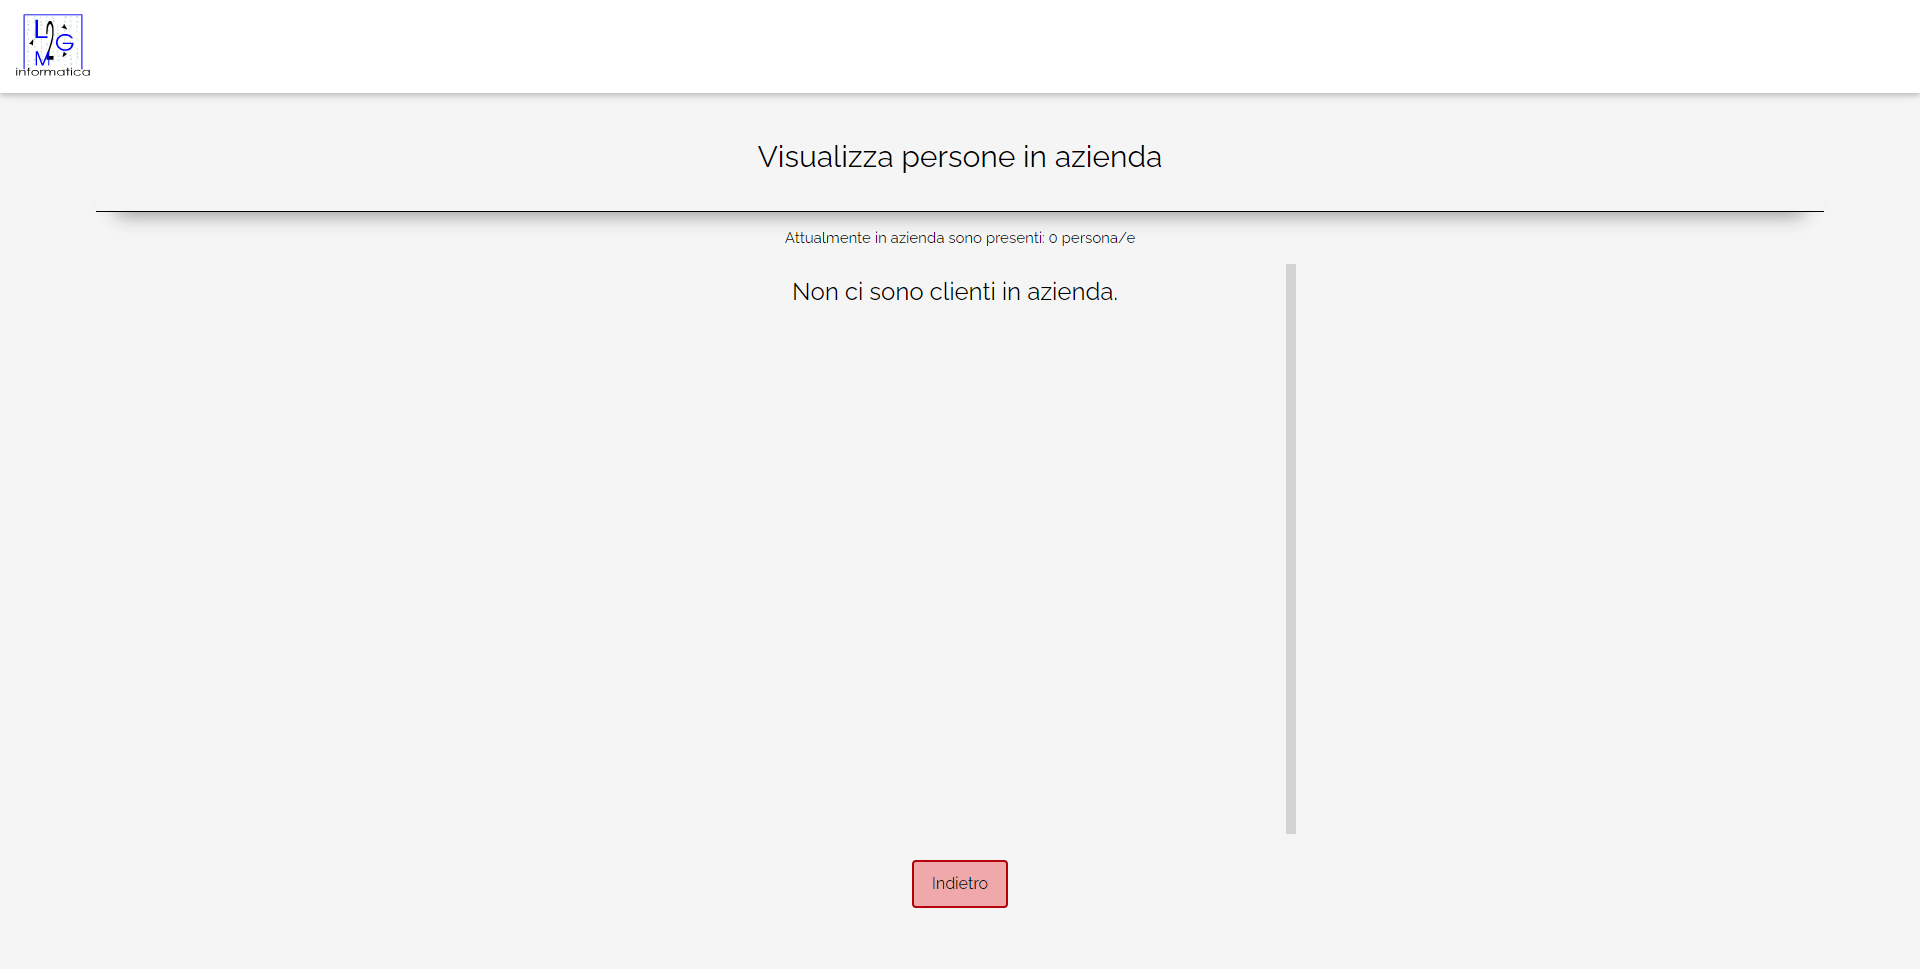 L G
M
informatica
Visualizza persone in azienda
Attualmente in azienda sono presenti: 0 persona/e
Non ci sono clienti in azienda.
Indietro